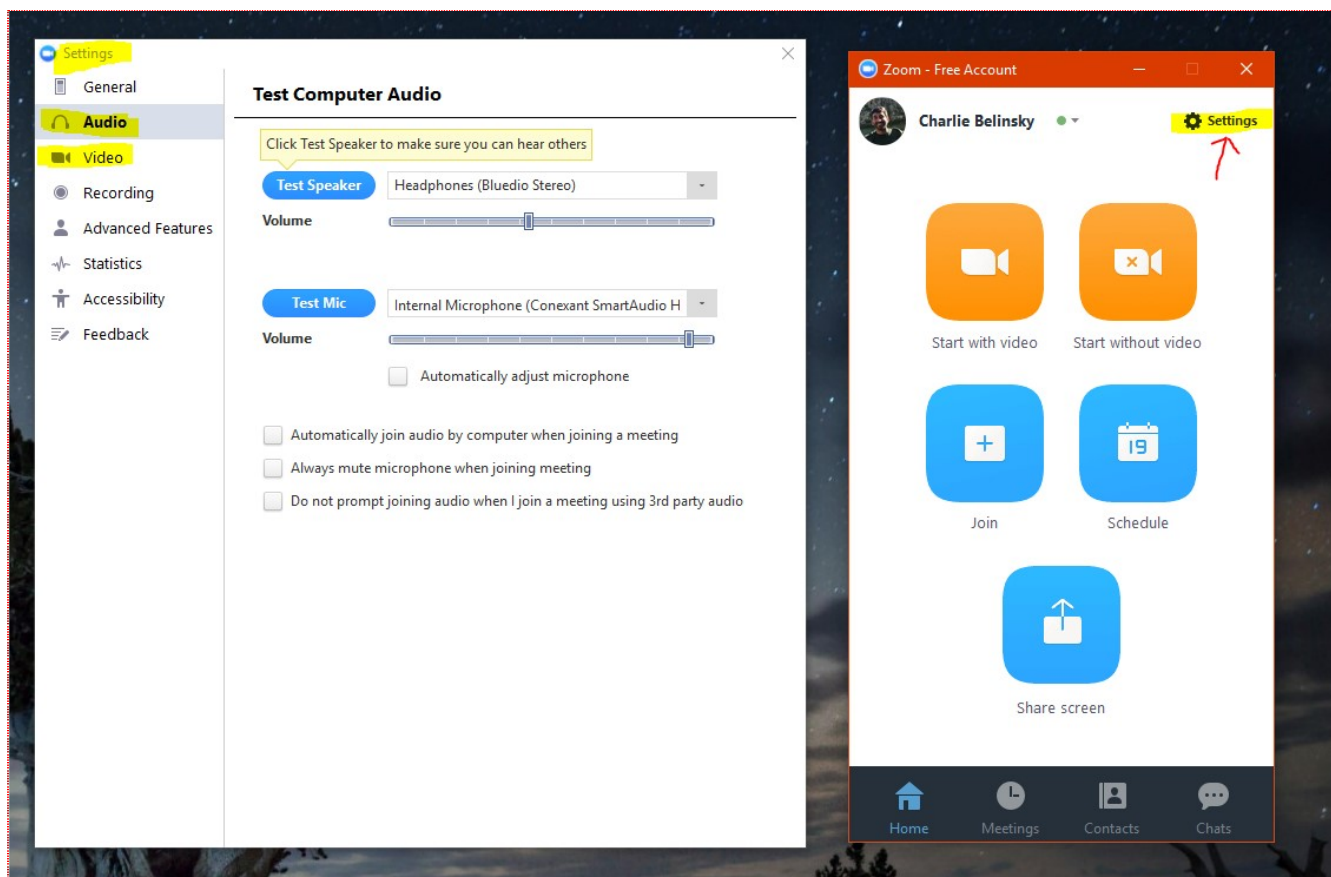 Settings
General
Audio
Video
Recording
Advanced Features
Statistics
Accessibility
Feedback
Test Computer Audio
Click Test Speaker to make sure you can hear others
Test Speaker
Headphones (Bluedio Stereo)
Volume
Test Mic
Internal Microphone (Conexant SmartAudio H
Volume
Automatically adjust microphone
Automatically join audio by computer when joining a meeting
Always mute microphone when joining meeting
Do not prompt joining audio when I join a meeting using 3rd party audio
Zoom - Free Account
Charlie Belinsky
Settings
Start with video
Start without video
19
Join
Schedule
Share screen
Home
Meetings
Contacts
Chats